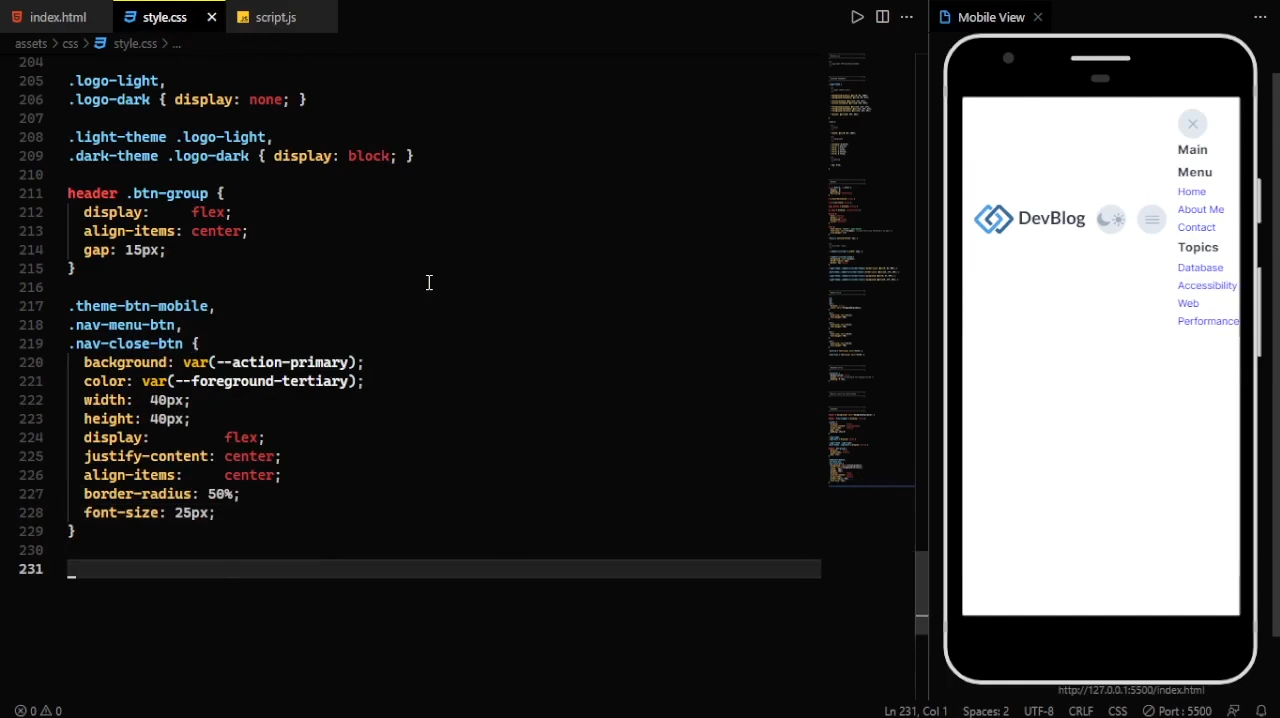 index.html style.css script.js
assets > css > style.css > ...
204
205 .logo-light,
206 .logo-dark { display: none; }
207
208 .light-theme .logo-light,
209 .dark-theme .logo-dark { display: block; }
210
211 header .btn-group {
212 display: flex;
213 align-items: center;
214 gap: 15px;
215 }
216
217 .theme-btn-mobile,
218 .nav-menu-btn,
219 .nav-close-btn {
220 background: var(--action-primary);
221 color: var(--foreground-tertiary);
222 width: 40px;
223 height: 40px;
224 display: flex;
225 justify-content: center;
226 align-items: center;
227 border-radius: 50%;
228 font-size: 25px;
229 }
230
231
Mobile View
Main
Menu
Home
About Me
Contact
Topics
Database
Accessibility
Web
Performance
DevBlog
http://127.0.0.1:5500/index.html
0 0 Ln 231, Col 1 Spaces: 2 UTF-8 CRLF CSS Port : 5500